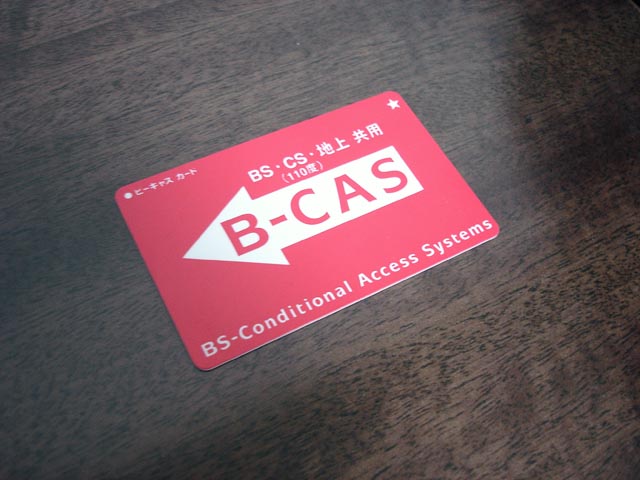 ●ビーキャス カード
★
BS・CS・地上 共用
(110度)
B-CAS
BS-Conditional Access Systems